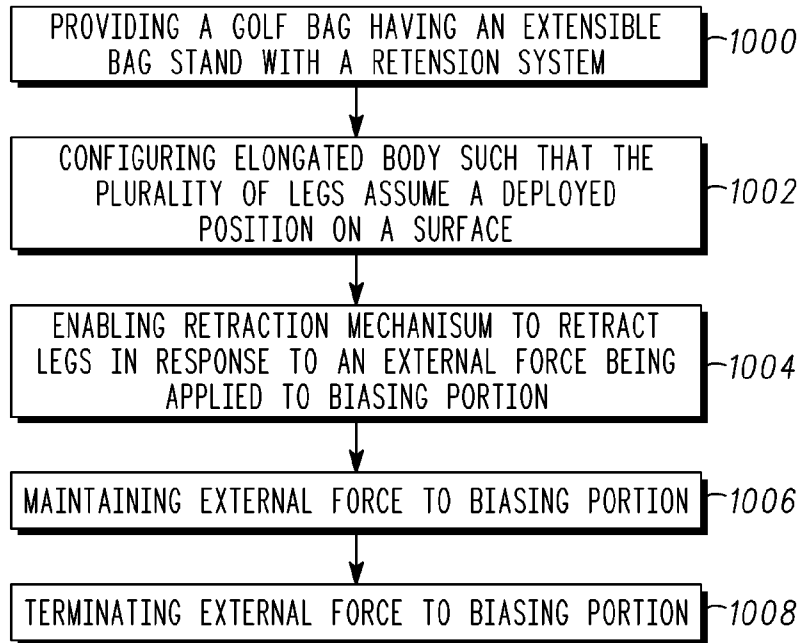 PROVIDING A GOLF BAG HAVING AN EXTENSIBLE
BAG STAND WITH A RETENSION SYSTEM
1000
CONFIGURING ELONGATED BODY SUCH THAT THE
PLURALITY OF LEGS ASSUME A DEPLOYED
POSITION ON A SURFACE
1002
ENABLING RETRACTION MECHANISUM TO RETRACT
LEGS IN RESPONSE TO AN EXTERNAL FORCE BEING
APPLIED TO BIASING PORTION
1004
MAINTAINING EXTERNAL FORCE TO BIASING PORTION
1006
TERMINATING EXTERNAL FORCE TO BIASING PORTION
1008